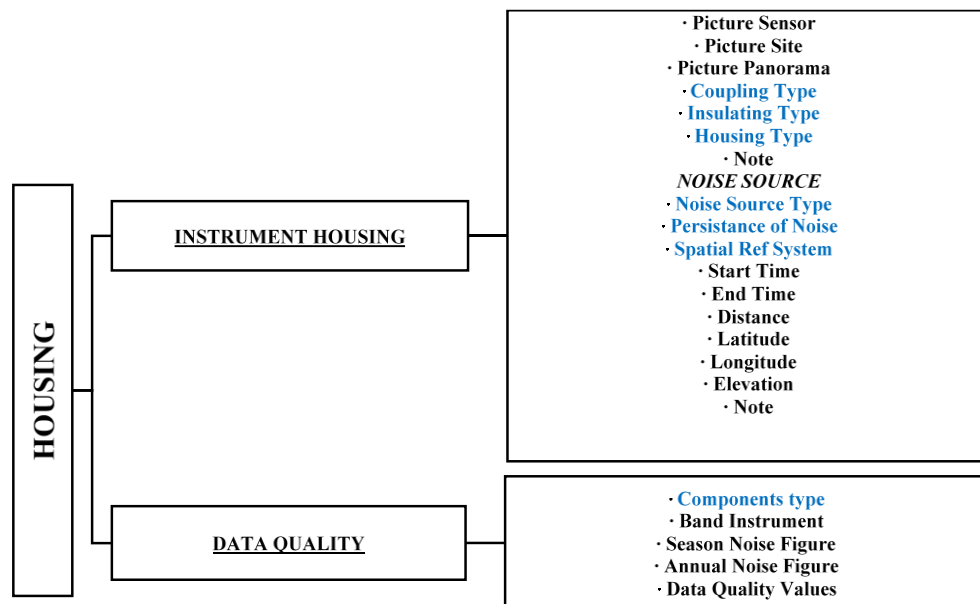 HOUSING
INSTRUMENT HOUSING
· Picture Sensor
· Picture Site
· Picture Panorama
· Coupling Type
· Insulating Type
· Housing Type
· Note
NOISE SOURCE
· Noise Source Type
· Persistance of Noise
· Spatial Ref System
· Start Time
· End Time
· Distance
· Latitude
· Longitude
· Elevation
· Note
DATA QUALITY
· Components type
· Band Instrument
· Season Noise Figure
· Annual Noise Figure
· Data Quality Values